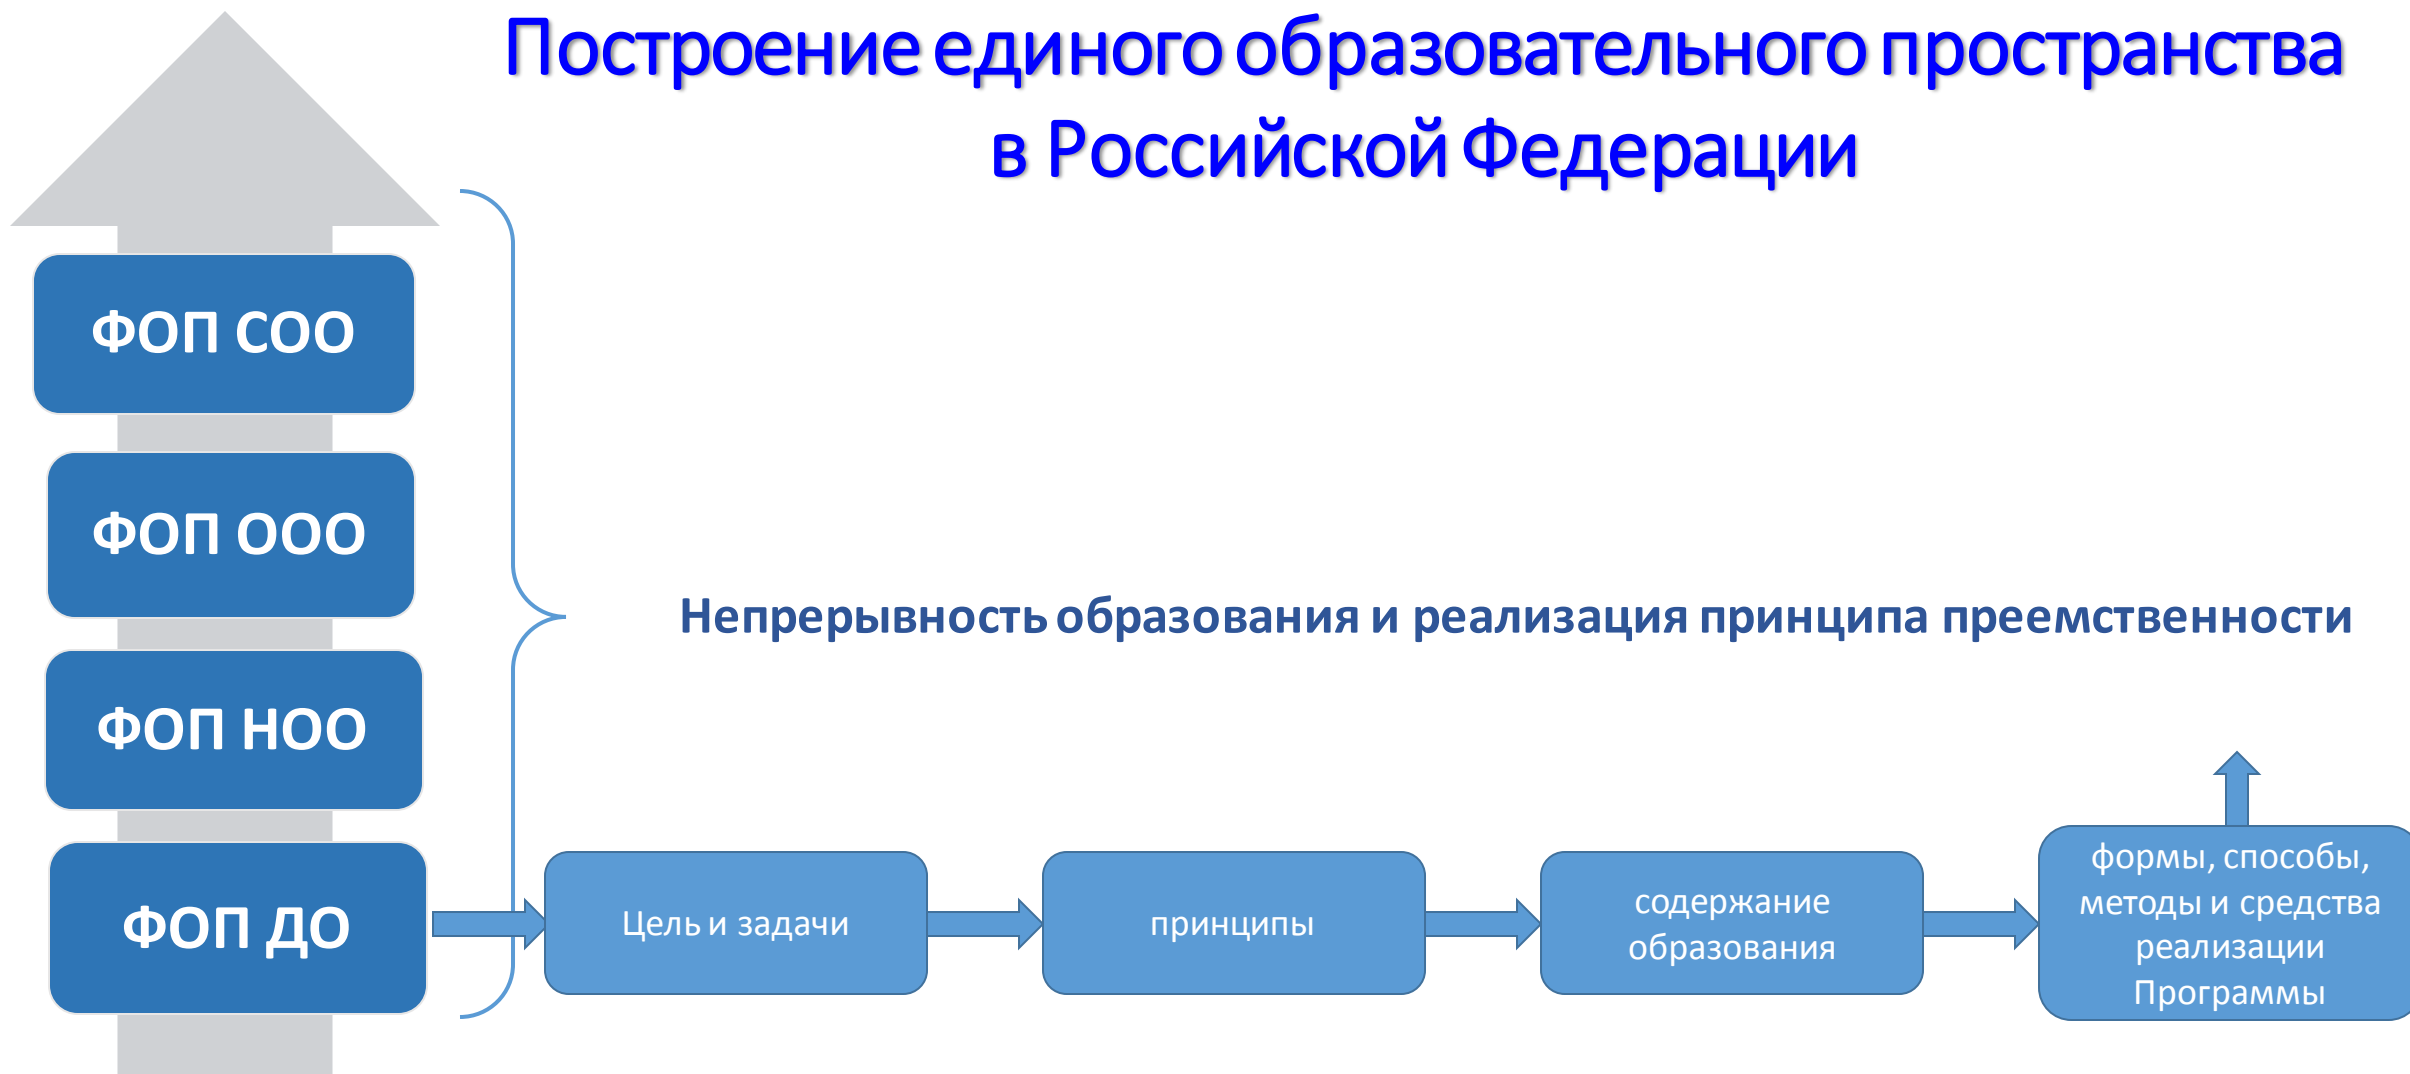 Построение единого образовательного пространства
в Российской Федерации
ФОП СОО
ФОП ООО
ФОП НОО
ФОП ДО
Непрерывность образования и реализация принципа преемственности
Цель и задачи
принципы
содержание
образования
формы, способы,
методы и средства
реализации
Программы